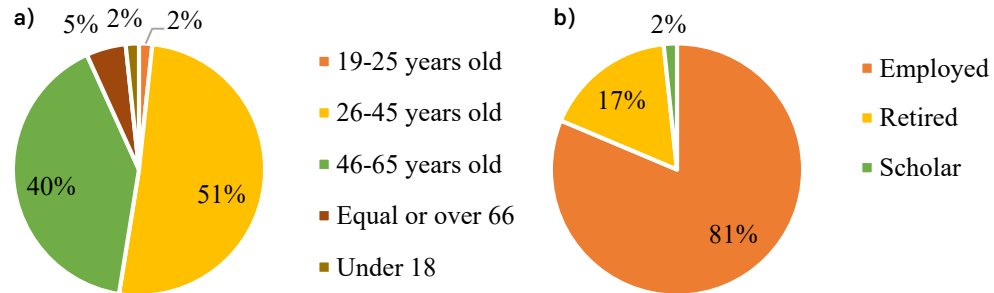 a)
5%
2%
2%
40%
51%
19-25 years old
26-45 years old
46-65 years old
Equal or over 66
Under 18
b)
2%
17%
81%
Employed
Retired
Scholar